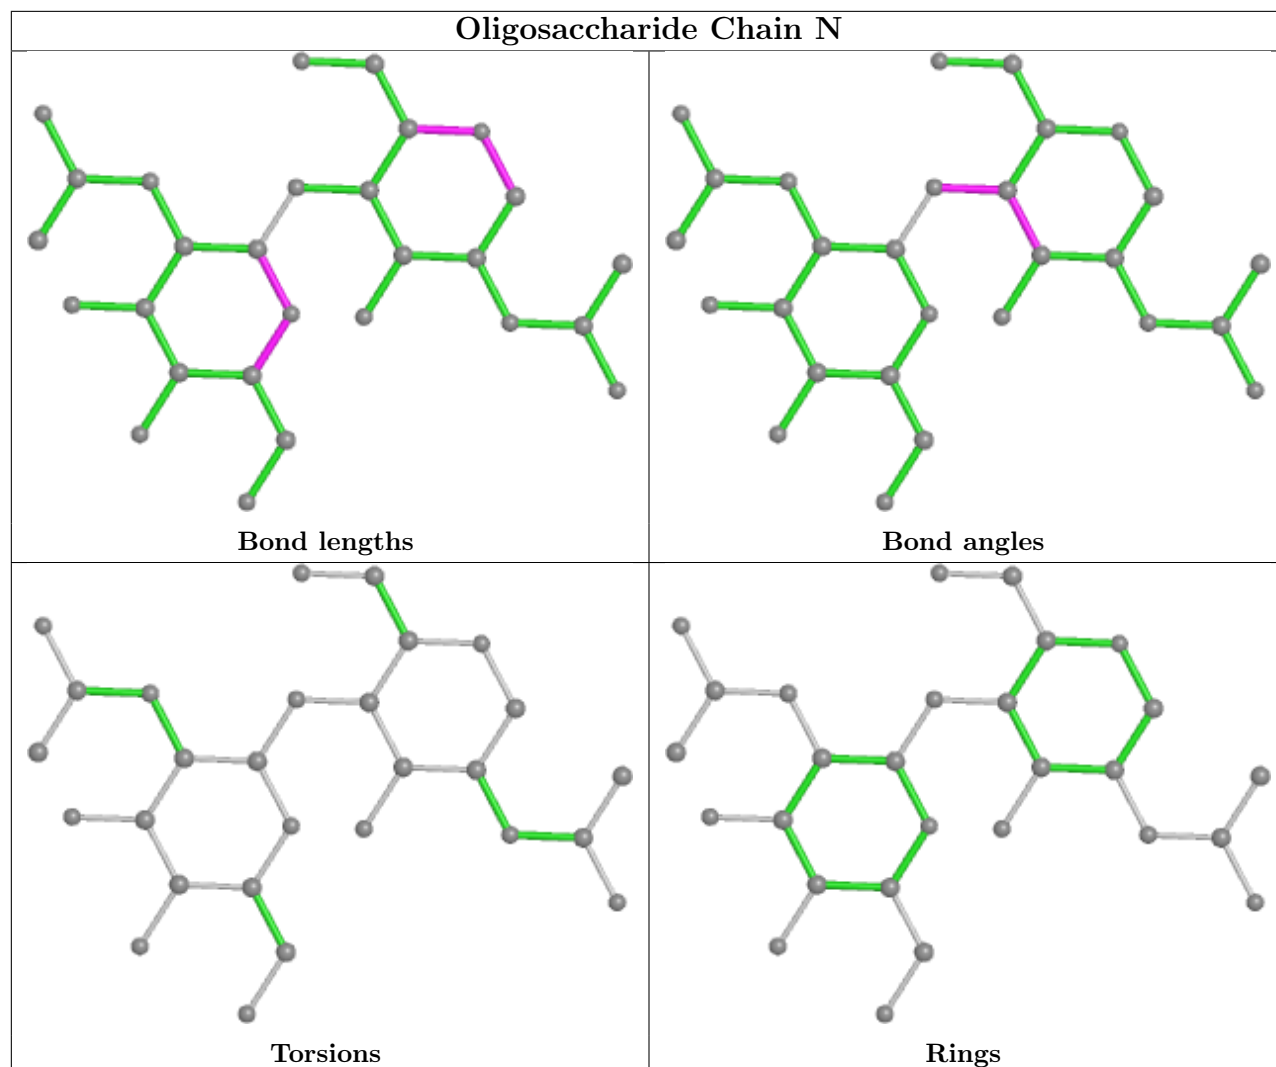 Oligosaccharide Chain N
Bond lengths
Bond angles
Torsions
Rings